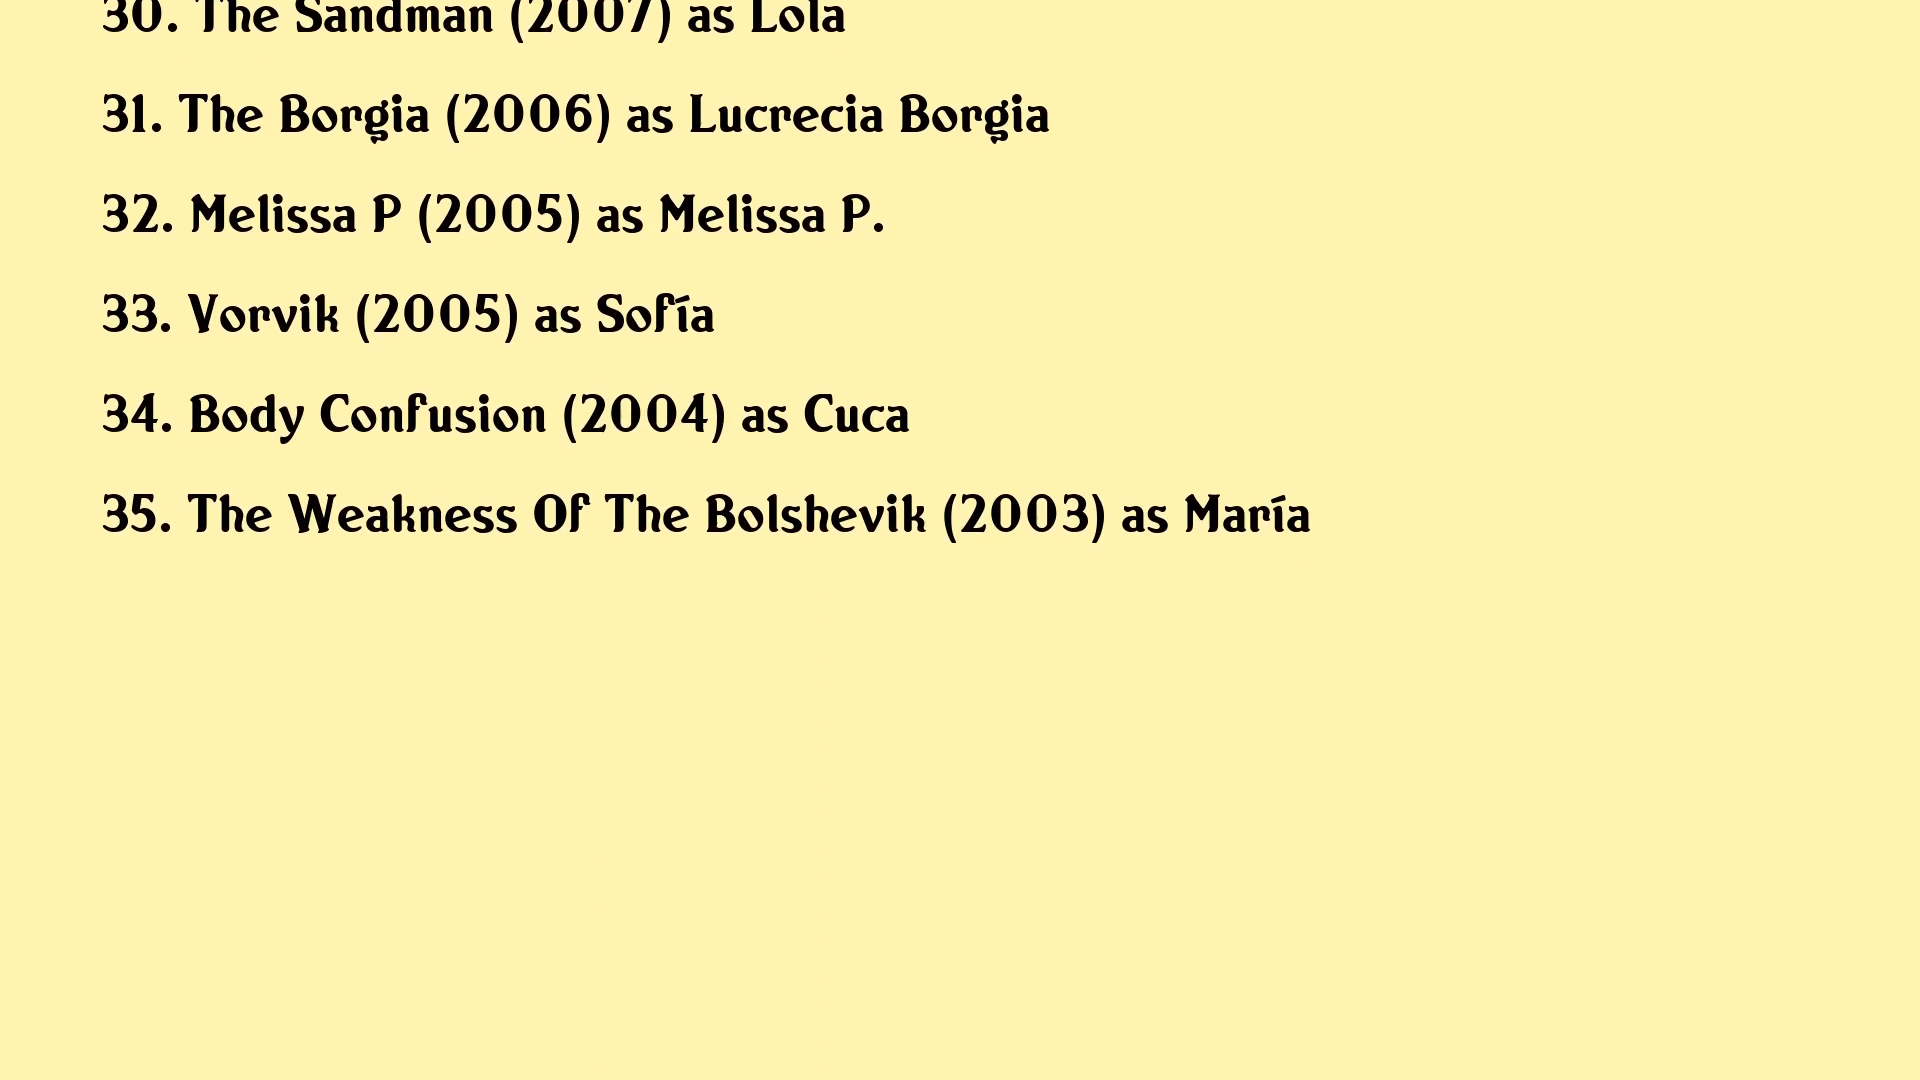 30. The Sandman (2007) as Lola
31. The Borgia (2006) as Lucrecia Borgia
32. Melissa P (2005) as Melissa P.
33. Vorvik (2005) as Sofía
34. Body Confusion (2004) as Cuca
35. The Weakness Of The Bolshevik (2003) as María